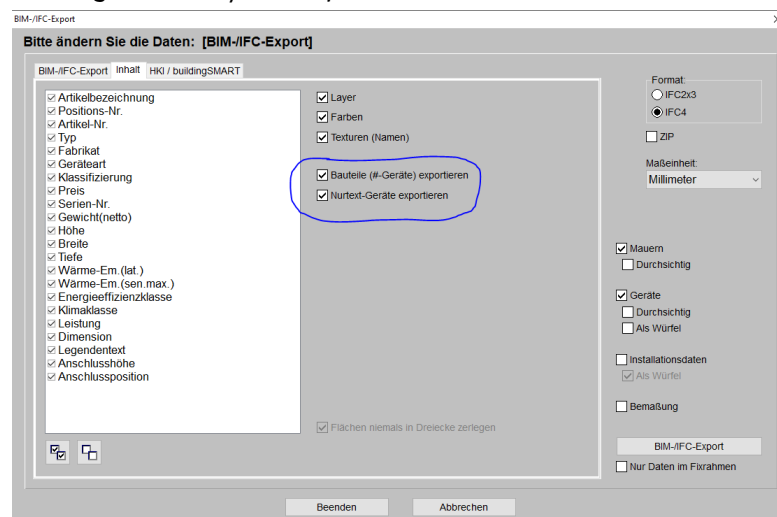 BIM-/IFC-Export
Bitte ändern Sie die Daten: [BIM-/IFC-Export]
BIM-/IFC-Export Inhalt HKI / buildingSMART
Artikelbezeichnung
Positions-Nr.
Artikel-Nr.
Typ
Fabrikat
Geräteart
Klassifizierung
Preis
Serien-Nr.
Gewicht(netto)
Höhe
Breite
Tiefe
Wärme-Em.(lat.)
Wärme-Em.(sen.max.)
Energieeffizienzklasse
Klimaklasse
Leistung
Dimension
Legendentext
Anschlusshöhe
Anschlussposition
Layer
Farben
Texturen (Namen)
Bauteile (#-Geräte) exportieren
Nurtext-Geräte exportieren
Flächen niemals in Dreiecke zerlegen
Format:
IFC2x3
IFC4
ZIP
Maßeinheit:
Millimeter
Mauern
Durchsichtig
Geräte
Durchsichtig
Als Würfel
Installationsdaten
Als Würfel
Bemaßung
BIM-/IFC-Export
Nur Daten im Fixrahmen
Beenden Abbrechen